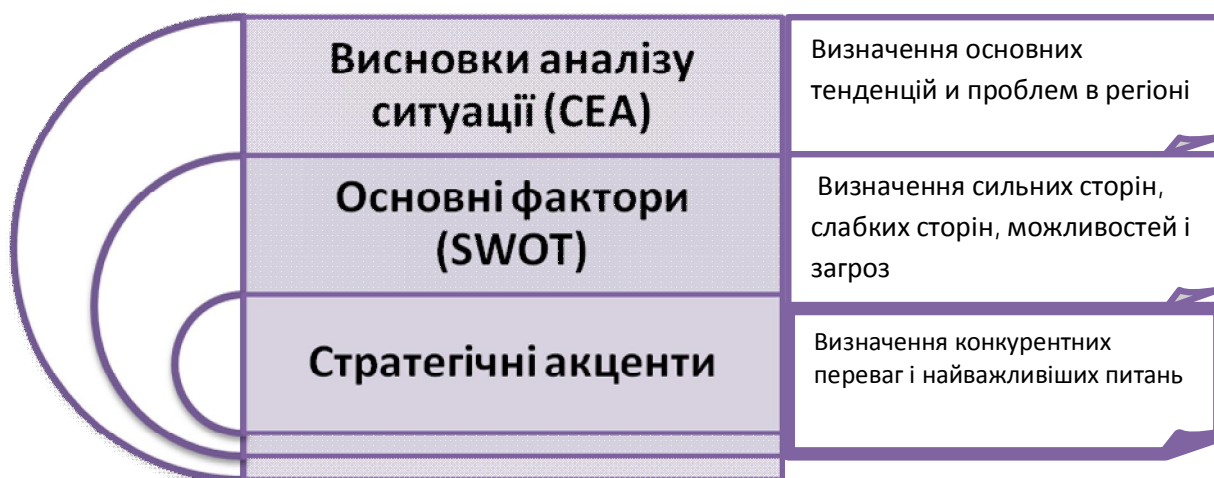 Висновки аналізу
ситуації (СЕА)
Визначення основних
тенденцій и проблем в регіоні
Основні фактори
(SWOT)
Визначення сильних сторін,
слабких сторін, можливостей і
загроз
Стратегічні акценти
Визначення конкурентних
переваг і найважливіших питань